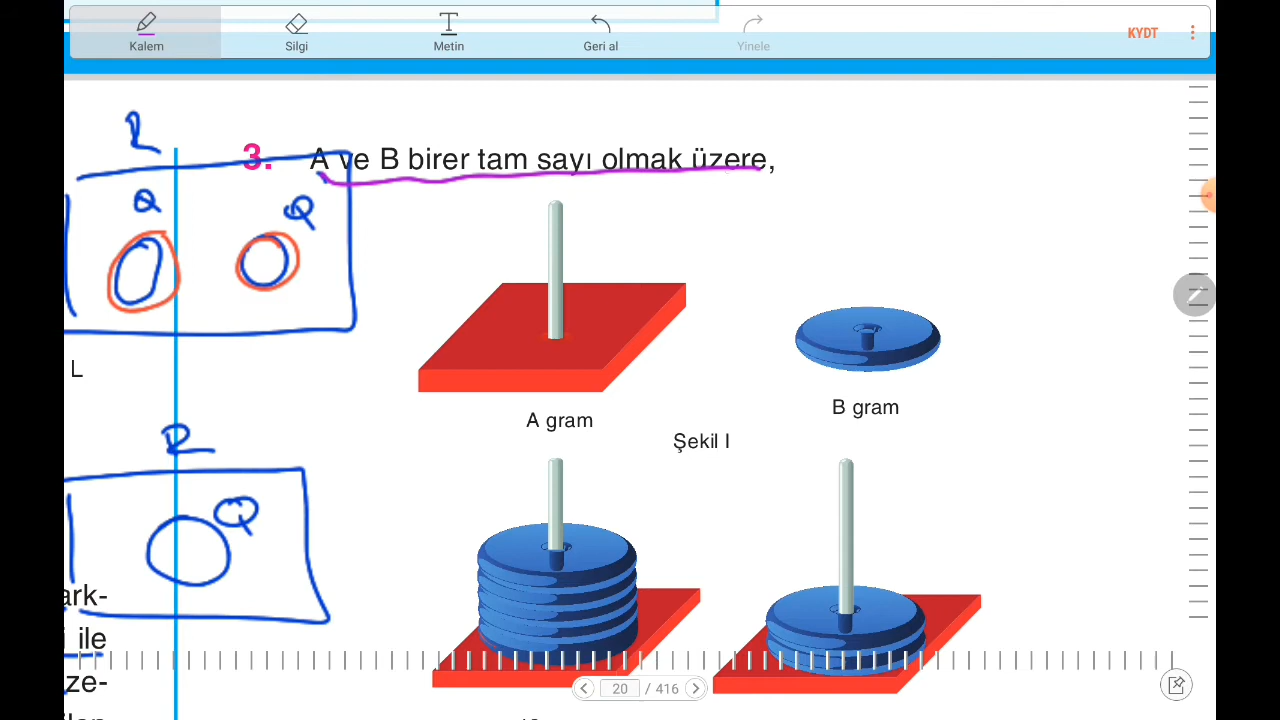 Kalem Silgi Metin Geri al Yinele KYDT
R
3. A ve B birer tam sayı olmak üzere,
Q Q
L
A gram
B gram
Şekil I
R
Q
ark-
i ile
ze-
20 / 416